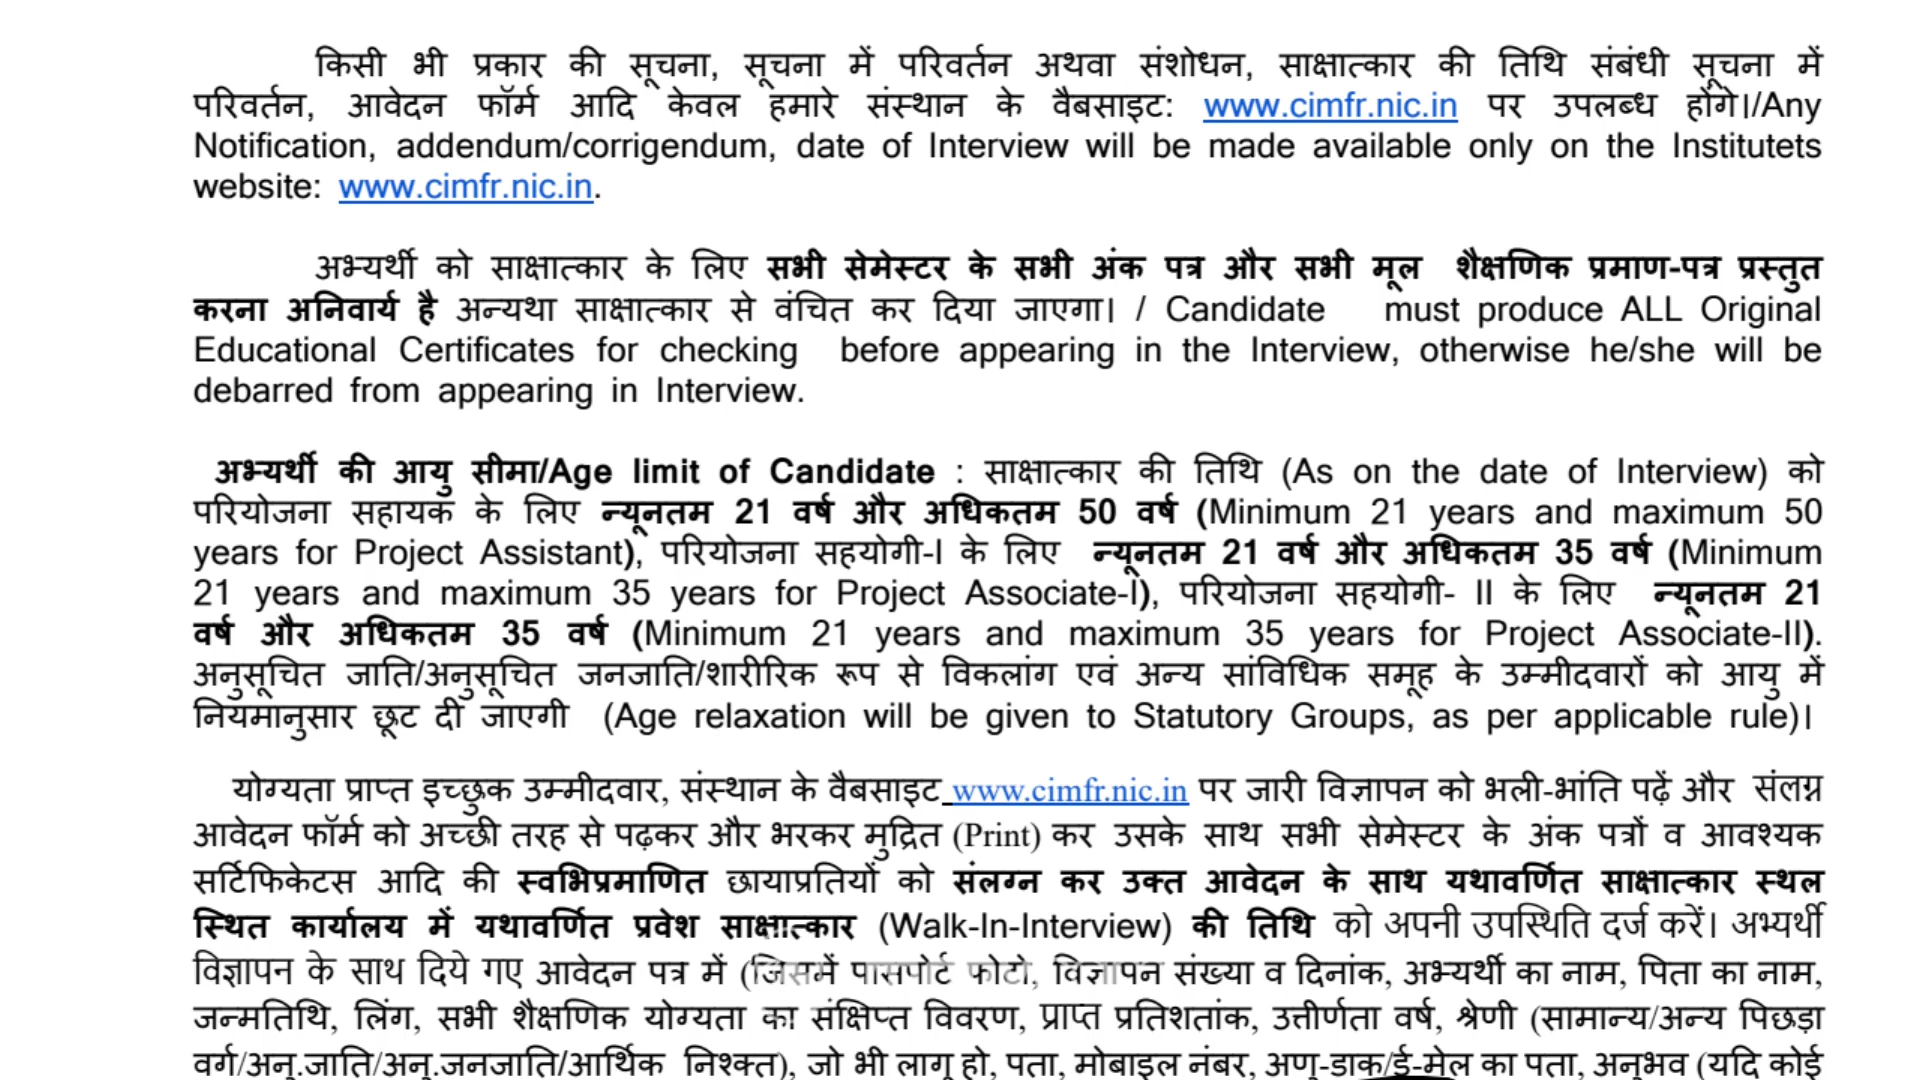 किसी भी प्रकार की सूचना, सूचना में परिवर्तन अथवा संशोधन, साक्षात्कार की तिथि संबंधी सूचना में
परिवर्तन, आवेदन फॉर्म आदि केवल हमारे संस्थान के वैबसाइट: www.cimfr.nic.in पर उपलब्ध होंगे।/Any
Notification, addendum/corrigendum, date of Interview will be made available only on the Institutets
website: www.cimfr.nic.in.
अभ्यर्थी को साक्षात्कार के लिए सभी सेमेस्टर के सभी अंक पत्र और सभी मूल शैक्षणिक प्रमाण-पत्र प्रस्तुत
करना अनिवार्य है अन्यथा साक्षात्कार से वंचित कर दिया जाएगा। / Candidate must produce ALL Original
Educational Certificates for checking before appearing in the Interview, otherwise he/she will be
debarred from appearing in Interview.
अभ्यर्थी की आयु सीमा/Age limit of Candidate : साक्षात्कार की तिथि (As on the date of Interview) को
परियोजना सहायक के लिए न्यूनतम 21 वर्ष और अधिकतम 50 वर्ष (Minimum 21 years and maximum 50
years for Project Assistant), परियोजना सहयोगी-I के लिए न्यूनतम 21 वर्ष और अधिकतम 35 वर्ष (Minimum
21 years and maximum 35 years for Project Associate-I), परियोजना सहयोगी- II के लिए न्यूनतम 21
वर्ष और अधिकतम 35 वर्ष (Minimum 21 years and maximum 35 years for Project Associate-II).
अनुसूचित जाति/अनुसूचित जनजाति/शारीरिक रूप से विकलांग एवं अन्य सांविधिक समूह के उम्मीदवारों को आयु में
नियमानुसार छूट दी जाएगी (Age relaxation will be given to Statutory Groups, as per applicable rule)।
योग्यता प्राप्त इच्छुक उम्मीदवार, संस्थान के वैबसाइट www.cimfr.nic.in पर जारी विज्ञापन को भली-भांति पढ़ें और संलग्न
आवेदन फॉर्म को अच्छी तरह से पढ़कर और भरकर मुद्रित (Print) कर उसके साथ सभी सेमेस्टर के अंक पत्रों व आवश्यक
सर्टिफिकेटस आदि की स्वभिप्रमाणित छायाप्रतियों को संलग्न कर उक्त आवेदन के साथ यथावर्णित साक्षात्कार स्थल
स्थित कार्यालय में यथावर्णित प्रवेश साक्षात्कार (Walk-In-Interview) की तिथि को अपनी उपस्थिति दर्ज करें। अभ्यर्थी
विज्ञापन के साथ दिये गए आवेदन पत्र में (जिसमें पासपोर्ट फोटो, विज्ञापन संख्या व दिनांक, अभ्यर्थी का नाम, पिता का नाम,
जन्मतिथि, लिंग, सभी शैक्षणिक योग्यता का संक्षिप्त विवरण, प्राप्त प्रतिशतांक, उत्तीर्णता वर्ष, श्रेणी (सामान्य/अन्य पिछड़ा
वर्ग/अनु.जाति/अनु.जनजाति/आर्थिक निश्क्त), जो भी लागू हो, पता, मोबाइल नंबर, अणु-डाक/ई-मेल का पता, अनुभव (यदि कोई